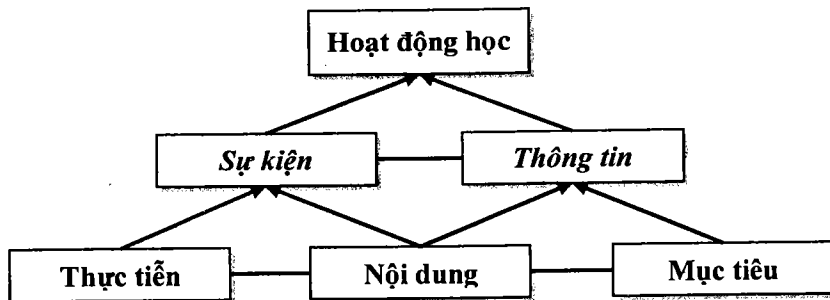 Hoạt động học
Sự kiện
Thông tin
Thực tiễn
Nội dung
Mục tiêu